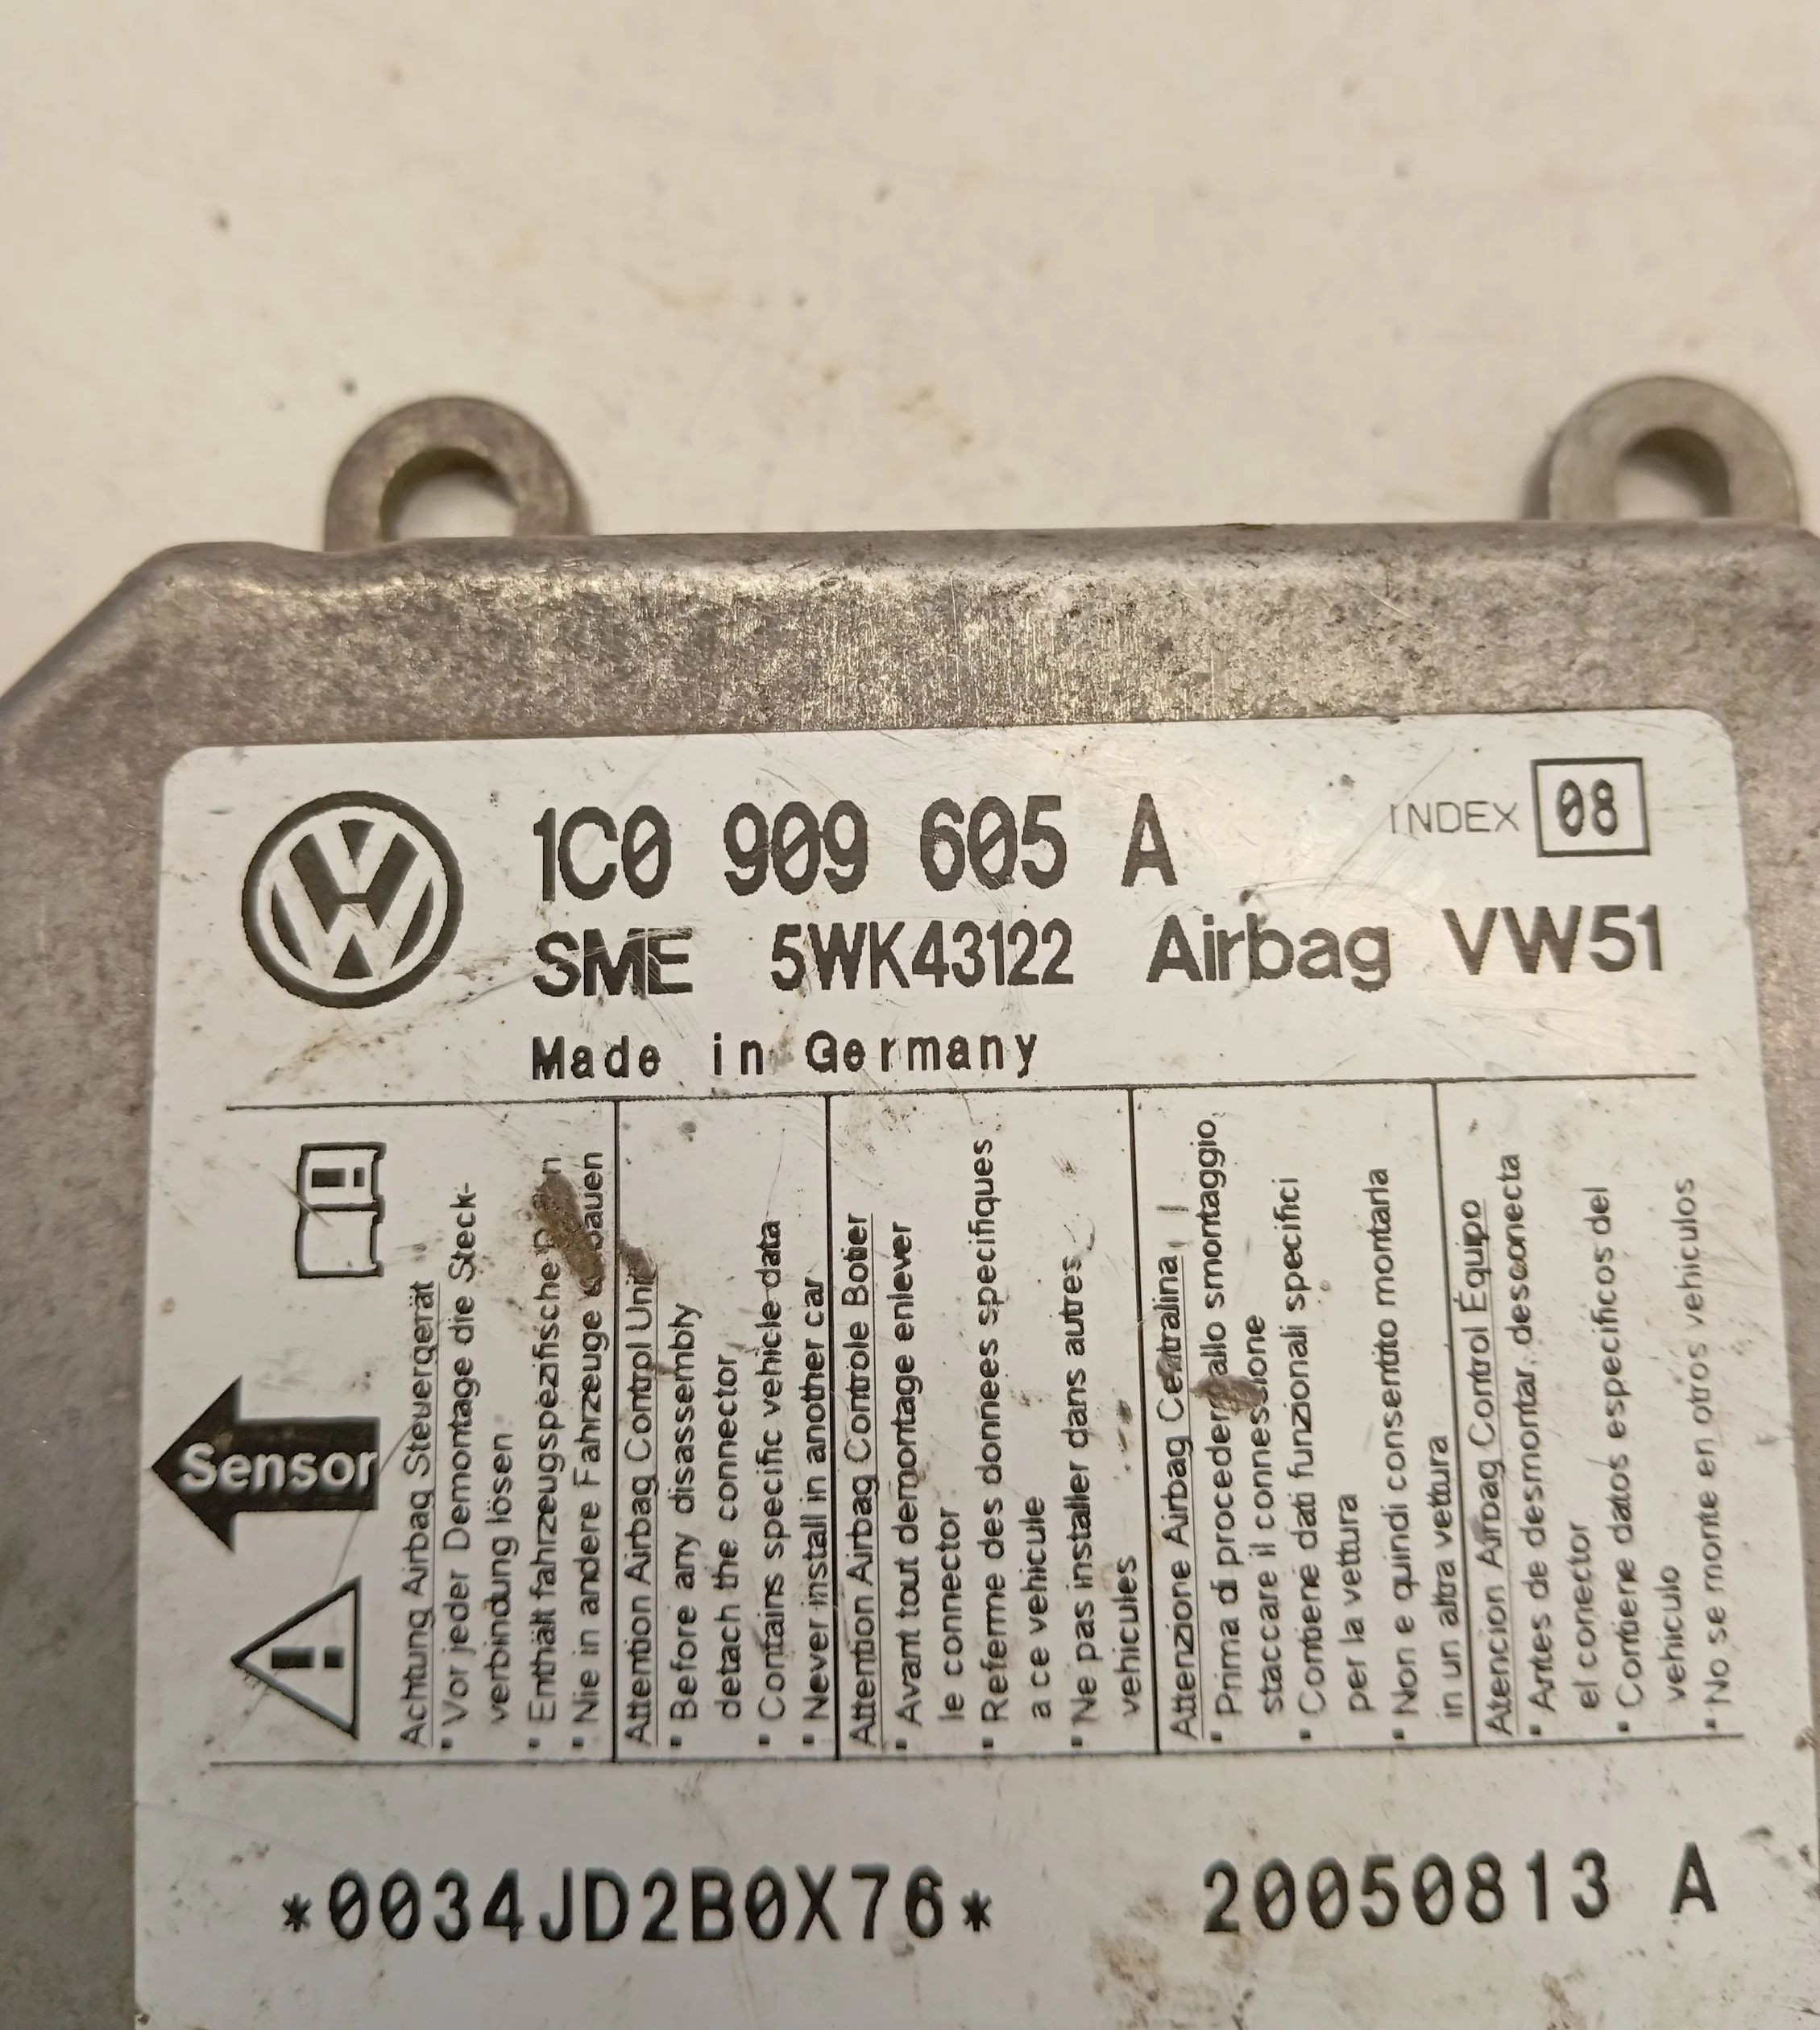 1C0 909 605 A INDEX 08
SME 5WK43122 Airbag VW51
Made in Germany
Sensor
Achtung Airbag Steuergerät
" Vor jeder Demontage die Steck-
verbindung lösen
" Enthält fahrzeugspezifische
" Nie in andere Fahrzeuge
Attention Airbag Control Unit
" Before any disassembly
detach the connector
" Contains specific vehicle data
" Never install in another car
Attention Airbag Controle Botier
" Avant tout demontage enlever
le connector
" Referme des donnees specifiques
a ce vehicule
" Ne pas installer dans autres
vehicules
Attenzione Airbag Centralina
" Prima di procedere allo smontaggio
staccare il connessione
" Contiene dati funzionali specifici
per la vettura
" Non e quindi consentito montarla
in un altra vettura
Atencion Airbag Control Équipo
" Antes de desmontar, desconecta
el conector
" Contiene datos especificos del
vehiculo
" No se monte en otros vehiculos
*0034JD2B0X76* 20050813 A